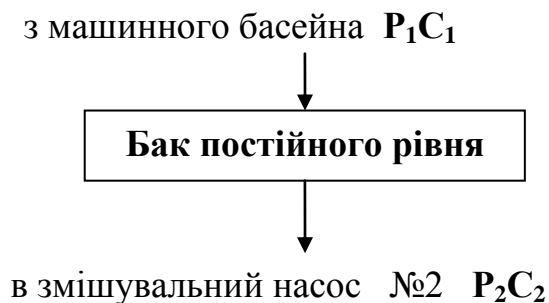 з машинного басейна P₁C₁
Бак постійного рівня
в змішувальний насос №2 P₂C₂